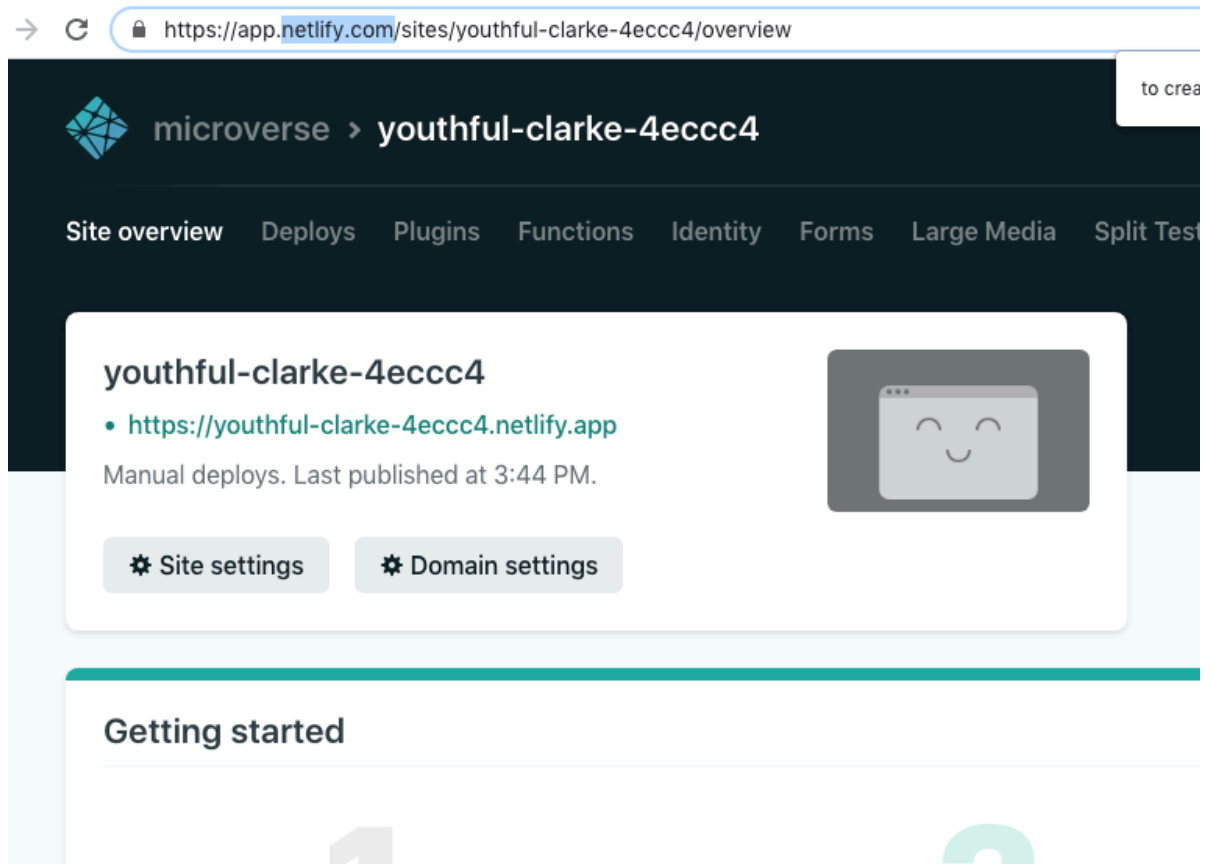 https://app.netlify.com/sites/youthful-clarke-4eccc4/overview
to crea
microverse > youthful-clarke-4eccc4
Site overview Deploys Plugins Functions Identity Forms Large Media Split Test
youthful-clarke-4eccc4
• https://youthful-clarke-4eccc4.netlify.app
Manual deploys. Last published at 3:44 PM.
Site settings Domain settings
Getting started
1 2